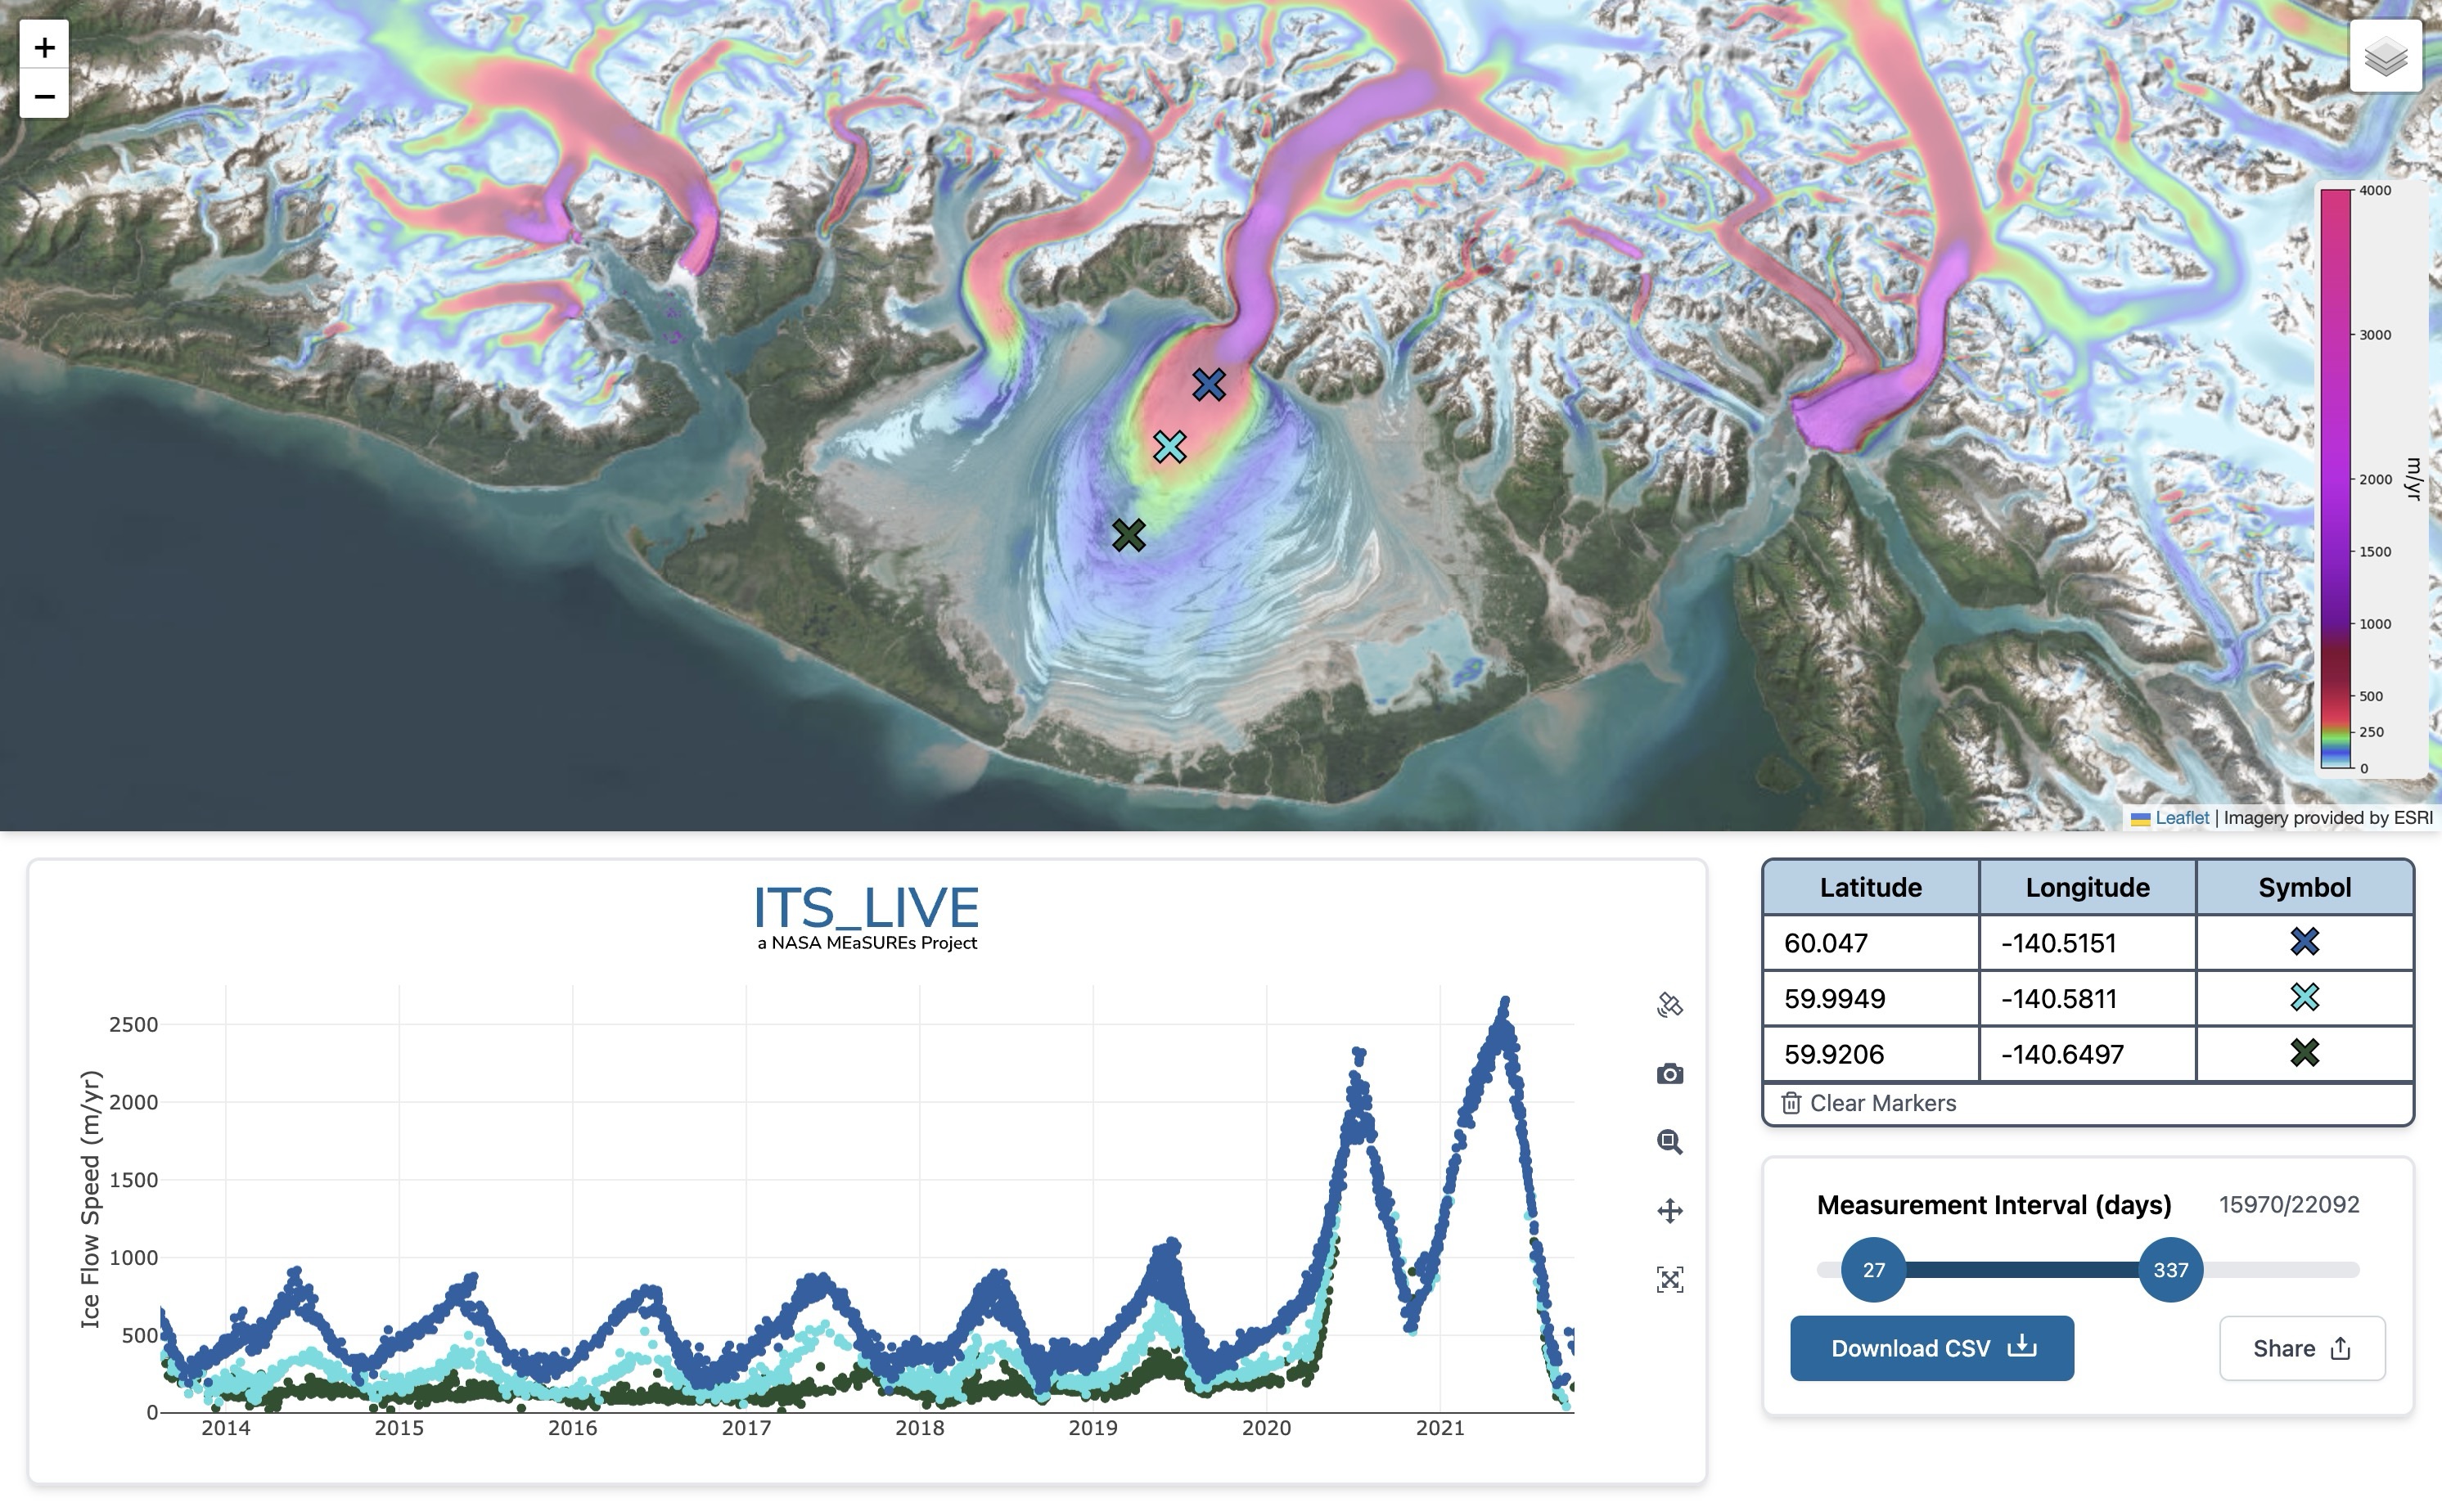 +
−
4000
3000
2000
1500
1000
500
250
0
m/yr
Leaflet | Imagery provided by ESRI
ITS_LIVE
a NASA MEaSUREs Project
Ice Flow Speed (m/yr)
2500
2000
1500
1000
500
0
2014 2015 2016 2017 2018 2019 2020 2021
Latitude Longitude Symbol
60.047 -140.5151
59.9949 -140.5811
59.9206 -140.6497
Clear Markers
Measurement Interval (days) 15970/22092
27 337
Download CSV Share